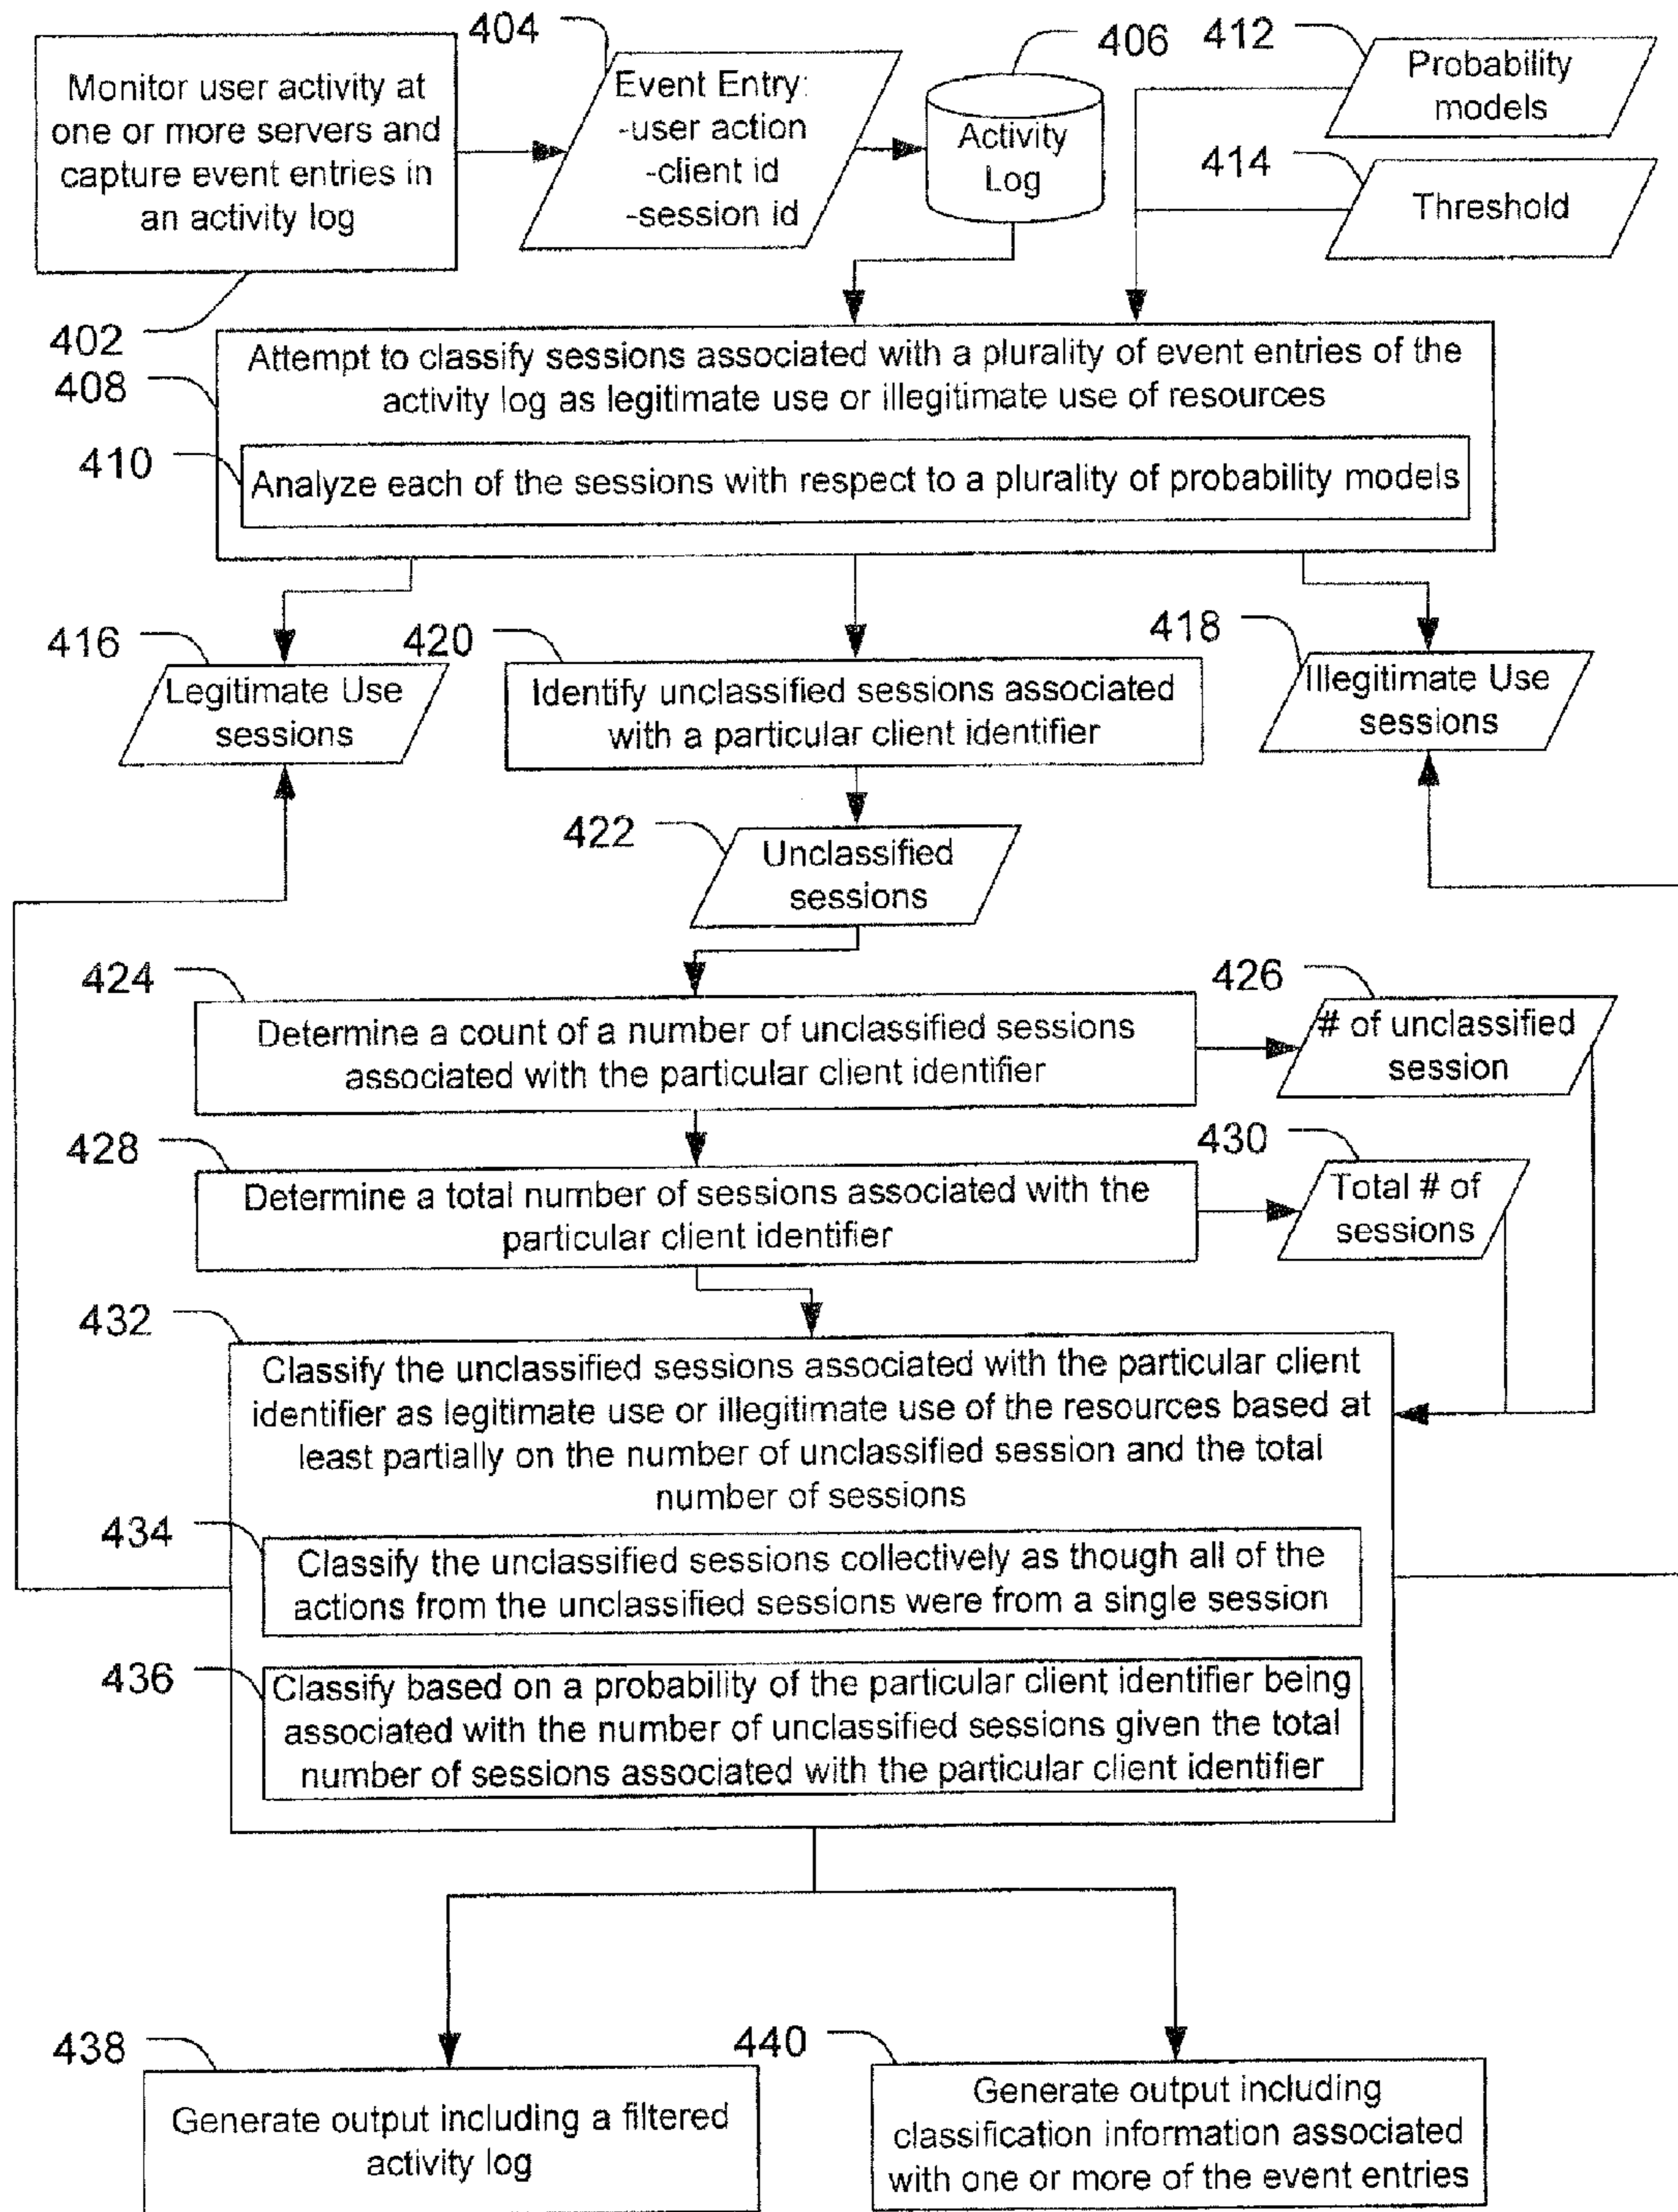 404
406
412
Monitor user activity at
one or more servers and
capture event entries in
an activity log
Event Entry:
-user action
-client id
-session id
Activity
Log
Probability
models
414
Threshold
402
408
Attempt to classify sessions associated with a plurality of event entries of the
activity log as legitimate use or illegitimate use of resources
410
Analyze each of the sessions with respect to a plurality of probability models
416
Legitimate Use
sessions
420
Identify unclassified sessions associated
with a particular client identifier
418
Illegitimate Use
sessions
422
Unclassified
sessions
424
Determine a count of a number of unclassified sessions
associated with the particular client identifier
426
# of unclassified
session
428
Determine a total number of sessions associated with the
particular client identifier
430
Total # of
sessions
432
Classify the unclassified sessions associated with the particular client
identifier as legitimate use or illegitimate use of the resources based at
least partially on the number of unclassified session and the total
number of sessions
434
Classify the unclassified sessions collectively as though all of the
actions from the unclassified sessions were from a single session
436
Classify based on a probability of the particular client identifier being
associated with the number of unclassified sessions given the total
number of sessions associated with the particular client identifier
438
Generate output including a filtered
activity log
440
Generate output including
classification information associated
with one or more of the event entries